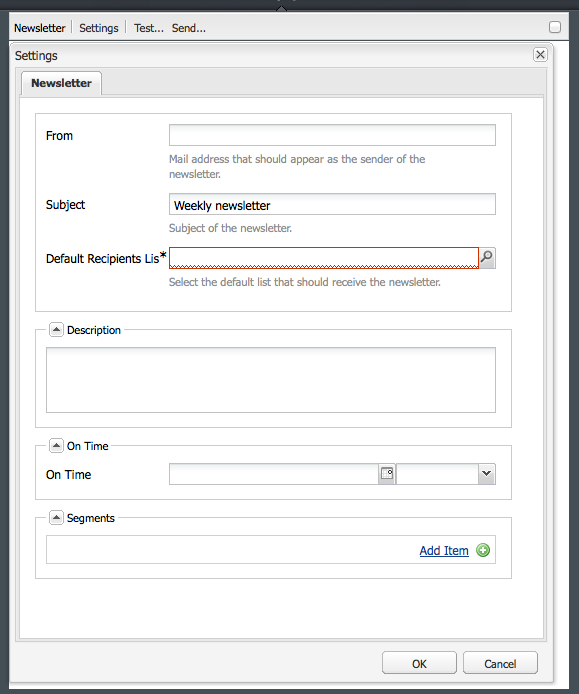 Newsletter Settings Test... Send...
Settings
Newsletter
From
Mail address that should appear as the sender of the
newsletter.
Subject Weekly newsletter
Subject of the newsletter.
Default Recipients Lis*
Select the default list that should receive the newsletter.
Description
On Time
On Time
Segments
Add Item
OK Cancel